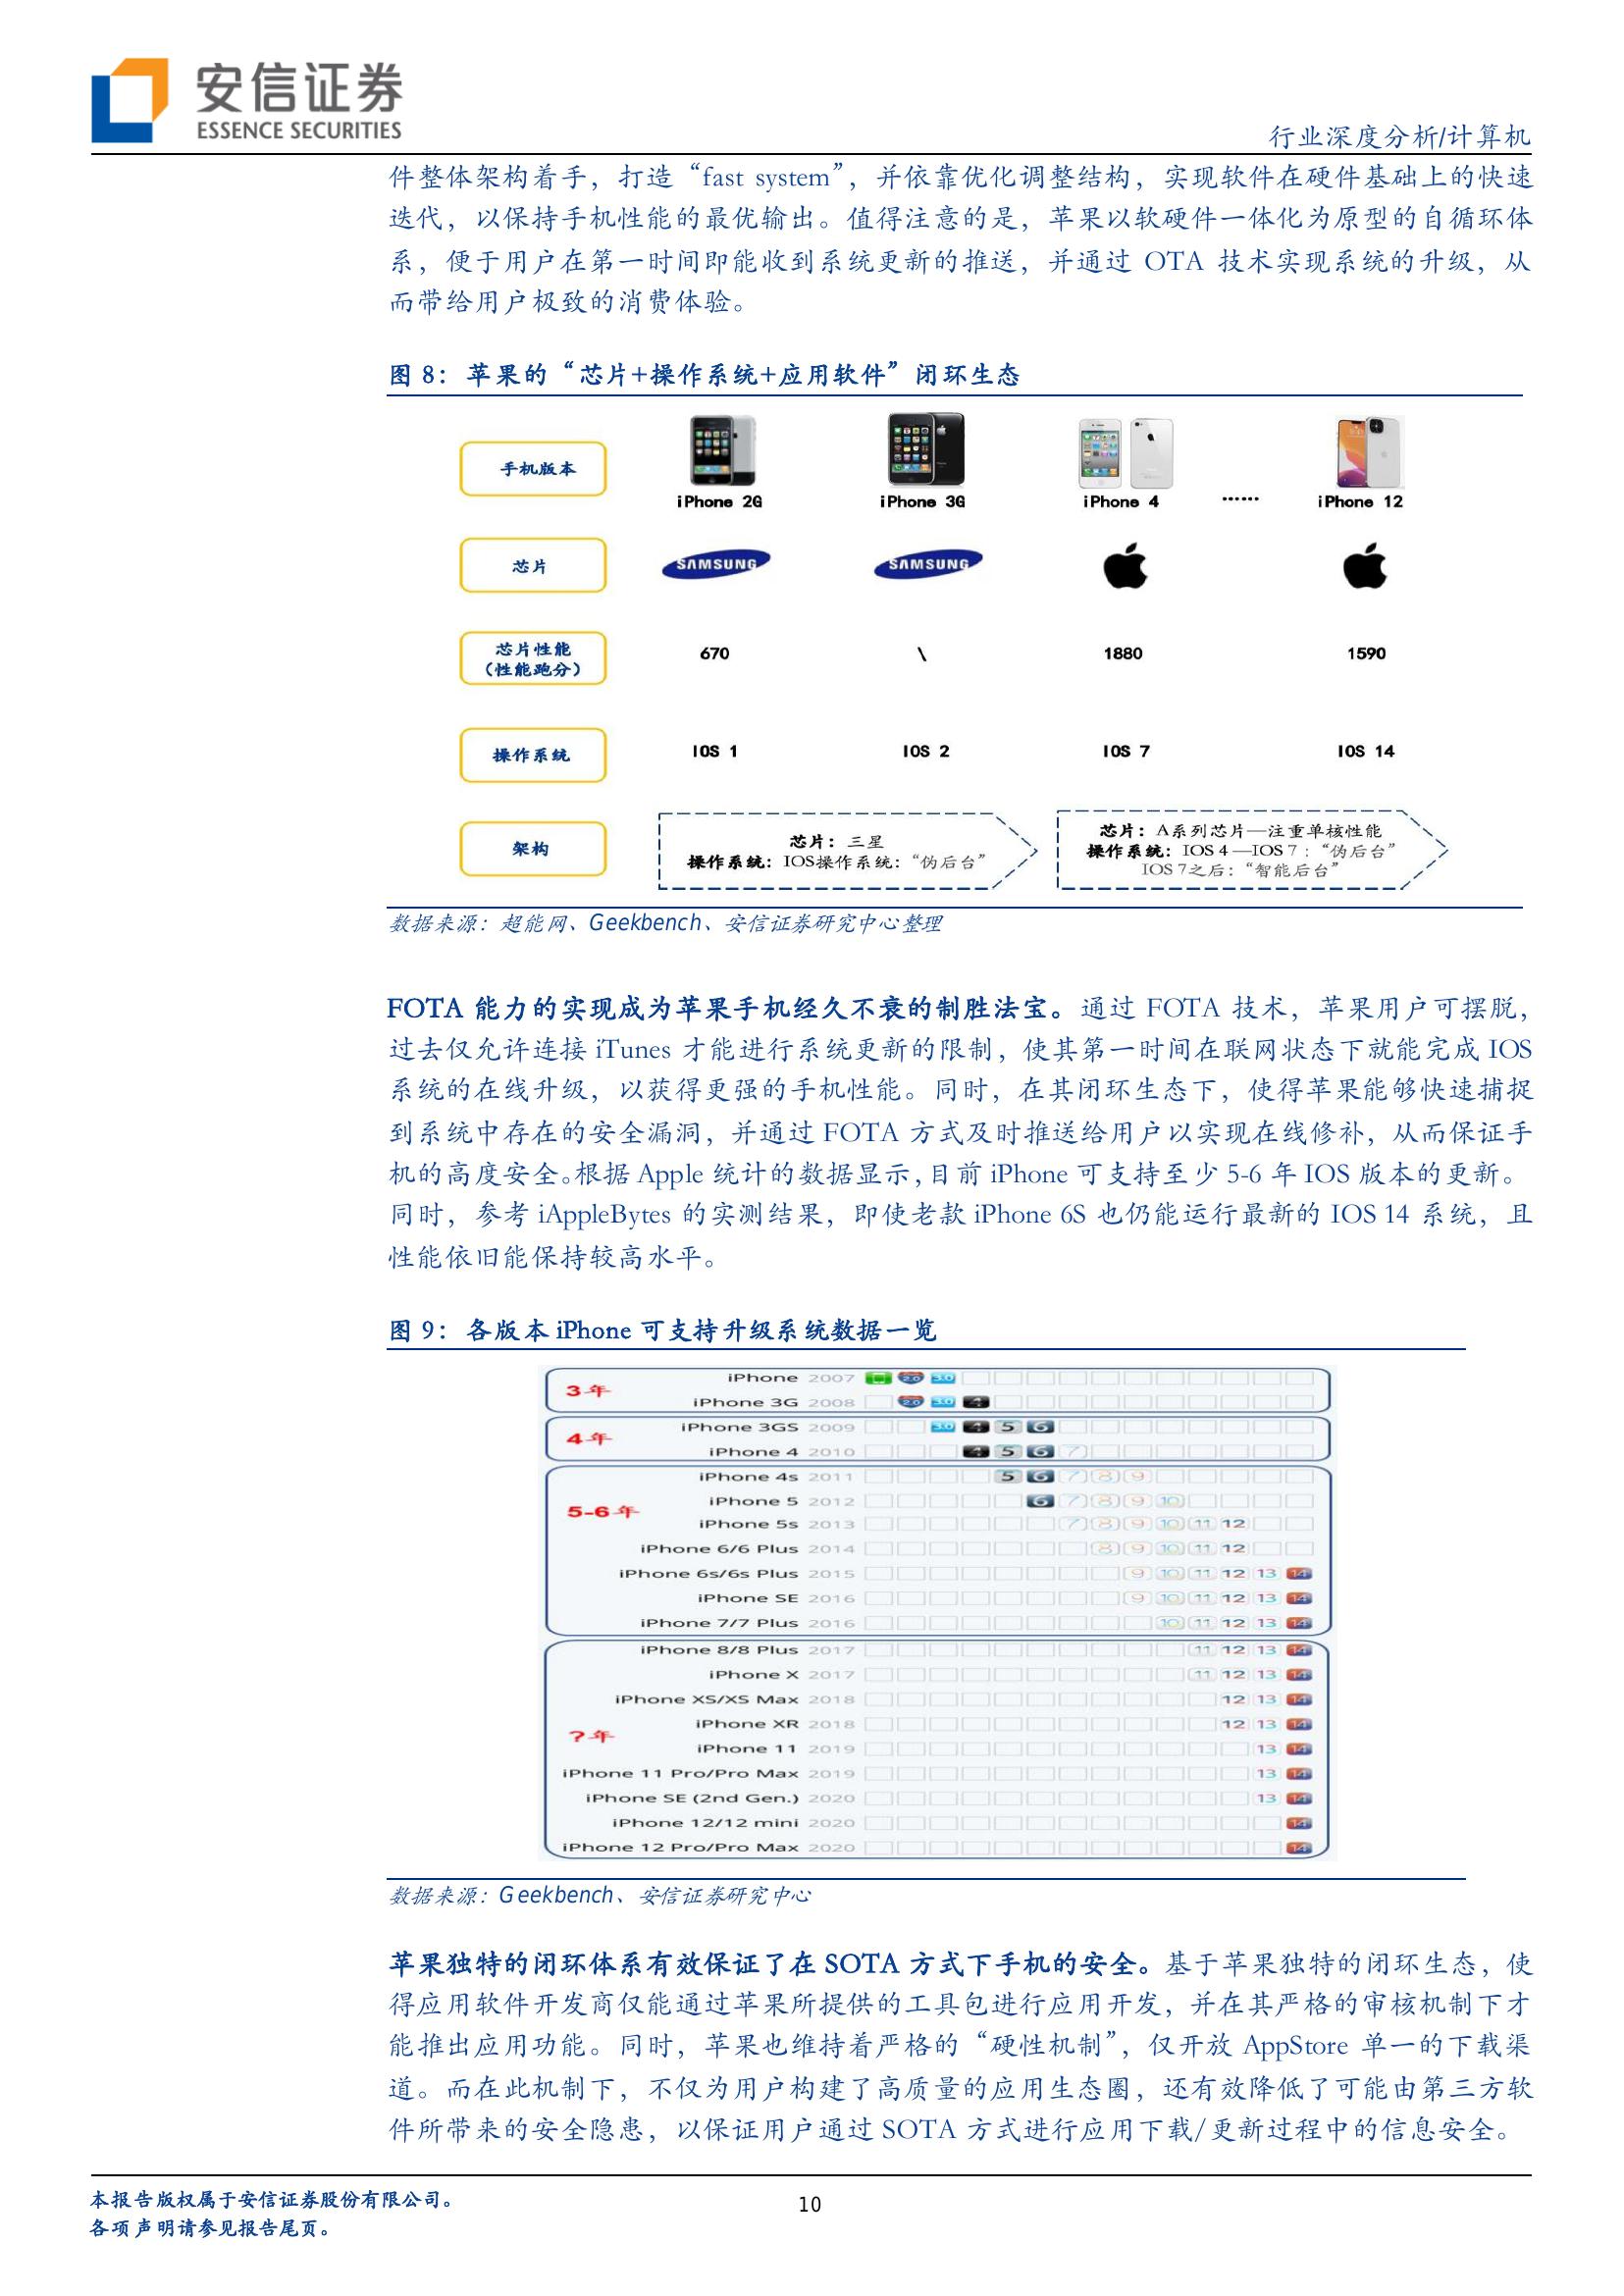 安信证券
ESSENCE SECURITIES
行业深度分析/计算机
件整体架构着手，打造“fast system”，并依靠优化调整结构，实现软件在硬件基础上的快速
迭代，以保持手机性能的最优输出。值得注意的是，苹果以软硬件一体化为原型的自循环体
系，便于用户在第一时间即能收到系统更新的推送，并通过 OTA 技术实现系统的升级，从
而带给用户极致的消费体验。
图 8：苹果的“芯片+操作系统+应用软件”闭环生态
手机版本
iPhone 2G
iPhone 3G
iPhone 4
……
iPhone 12
芯片
SAMSUNG
SAMSUNG
芯片性能
（性能跑分）
670
\
1880
1590
操作系统
IOS 1
IOS 2
IOS 7
IOS 14
架构
芯片：三星
操作系统：IOS操作系统：“伪后台”
芯片：A系列芯片—注重单核性能
操作系统：IOS 4—IOS 7：“伪后台”
IOS 7之后：“智能后台”
数据来源：超能网、Geekbench、安信证券研究中心整理
FOTA 能力的实现成为苹果手机经久不衰的制胜法宝。通过 FOTA 技术，苹果用户可摆脱，
过去仅允许连接 iTunes 才能进行系统更新的限制，使其第一时间在联网状态下就能完成 IOS
系统的在线升级，以获得更强的手机性能。同时，在其闭环生态下，使得苹果能够快速捕捉
到系统中存在的安全漏洞，并通过 FOTA 方式及时推送给用户以实现在线修补，从而保证手
机的高度安全。根据 Apple 统计的数据显示，目前 iPhone 可支持至少 5-6 年 IOS 版本的更新。
同时，参考 iAppleBytes 的实测结果，即使老款 iPhone 6S 也仍能运行最新的 IOS 14 系统，且
性能依旧能保持较高水平。
图 9：各版本 iPhone 可支持升级系统数据一览
3年
iPhone 2007 2.0 3.0
iPhone 3G 2008 2.0 3.0 4
4年
iPhone 3GS 2009 3.0 4 5 6
iPhone 4 2010 4 5 6 7
5-6年
iPhone 4s 2011 5 6 7 8 9
iPhone 5 2012 6 7 8 9 10
iPhone 5s 2013 7 8 9 10 11 12
iPhone 6/6 Plus 2014 8 9 10 11 12
iPhone 6s/6s Plus 2015 9 10 11 12 13 14
iPhone SE 2016 9 10 11 12 13 14
iPhone 7/7 Plus 2016 10 11 12 13 14
?年
iPhone 8/8 Plus 2017 11 12 13 14
iPhone X 2017 11 12 13 14
iPhone XS/XS Max 2018 12 13 14
iPhone XR 2018 12 13 14
iPhone 11 2019 13 14
iPhone 11 Pro/Pro Max 2019 13 14
iPhone SE (2nd Gen.) 2020 13 14
iPhone 12/12 mini 2020 14
iPhone 12 Pro/Pro Max 2020 14
数据来源：Geekbench、安信证券研究中心
苹果独特的闭环体系有效保证了在 SOTA 方式下手机的安全。基于苹果独特的闭环生态，使
得应用软件开发商仅能通过苹果所提供的工具包进行应用开发，并在其严格的审核机制下才
能推出应用功能。同时，苹果也维持着严格的“硬性机制”，仅开放 AppStore 单一的下载渠
道。而在此机制下，不仅为用户构建了高质量的应用生态圈，还有效降低了可能由第三方软
件所带来的安全隐患，以保证用户通过 SOTA 方式进行应用下载/更新过程中的信息安全。
本报告版权属于安信证券股份有限公司。
各项声明请参见报告尾页。
10